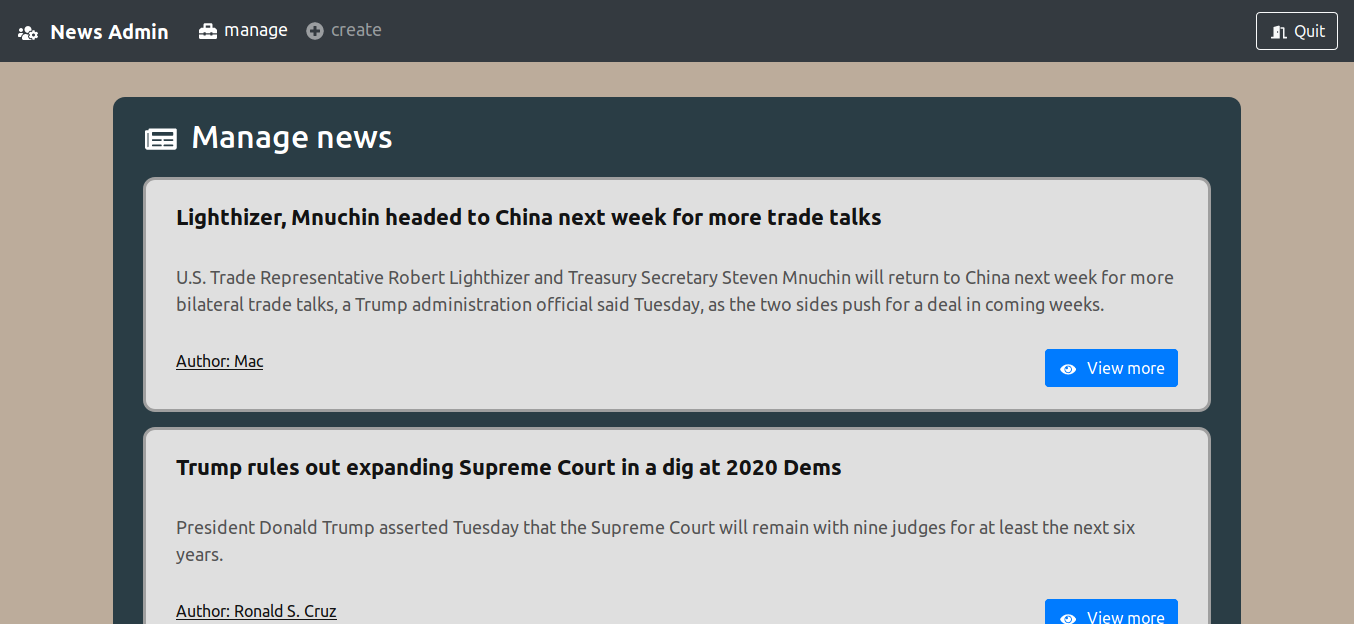 News Admin manage create Quit
Manage news
Lighthizer, Mnuchin headed to China next week for more trade talks
U.S. Trade Representative Robert Lighthizer and Treasury Secretary Steven Mnuchin will return to China next week for more
bilateral trade talks, a Trump administration official said Tuesday, as the two sides push for a deal in coming weeks.
Author: Mac View more
Trump rules out expanding Supreme Court in a dig at 2020 Dems
President Donald Trump asserted Tuesday that the Supreme Court will remain with nine judges for at least the next six
years.
Author: Ronald S. Cruz View more